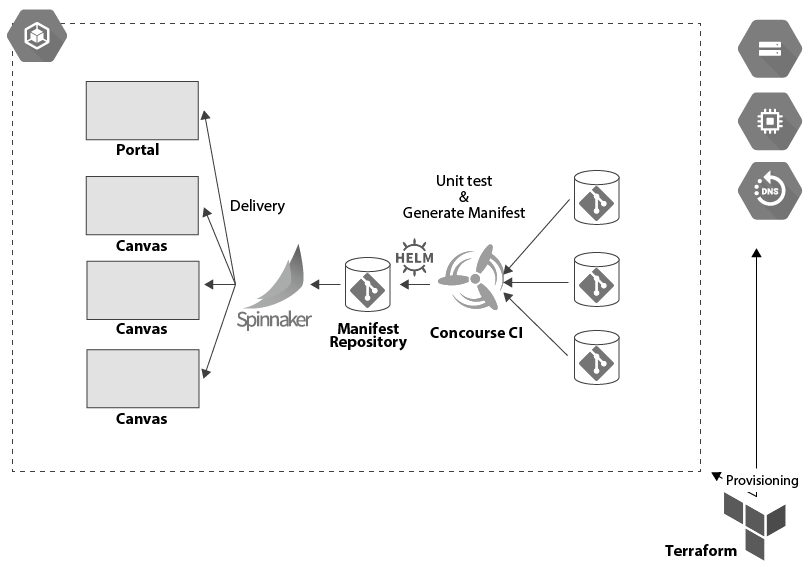 Portal
Canvas
Canvas
Canvas
Delivery
Spinnaker
Manifest
Repository
HELM
Unit test
&
Generate Manifest
Concourse CI
DNS
Provisioning
Terraform